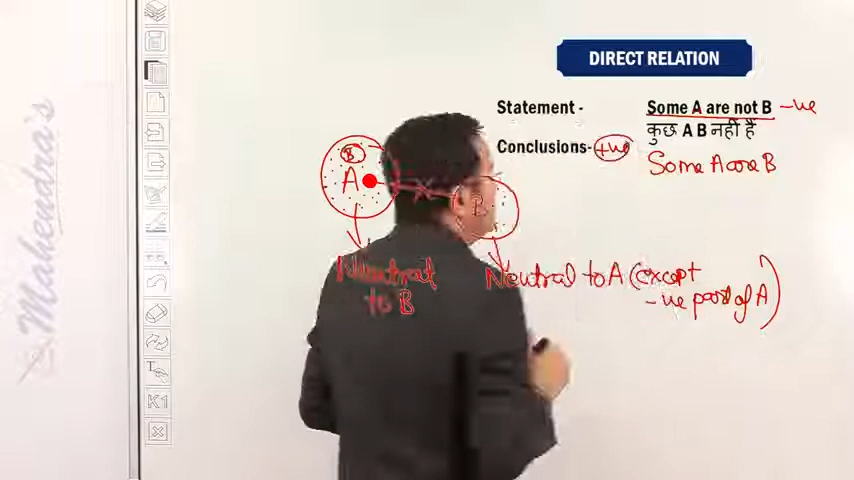 DIRECT RELATION
Statement - Some A are not B -ve
कुछ A B नहीं है
Conclusions- +ve
Some A are B
B
A
B
Neutral
to B
Neutral to A (except
-ve part of A)
Mahendra's
T
K1